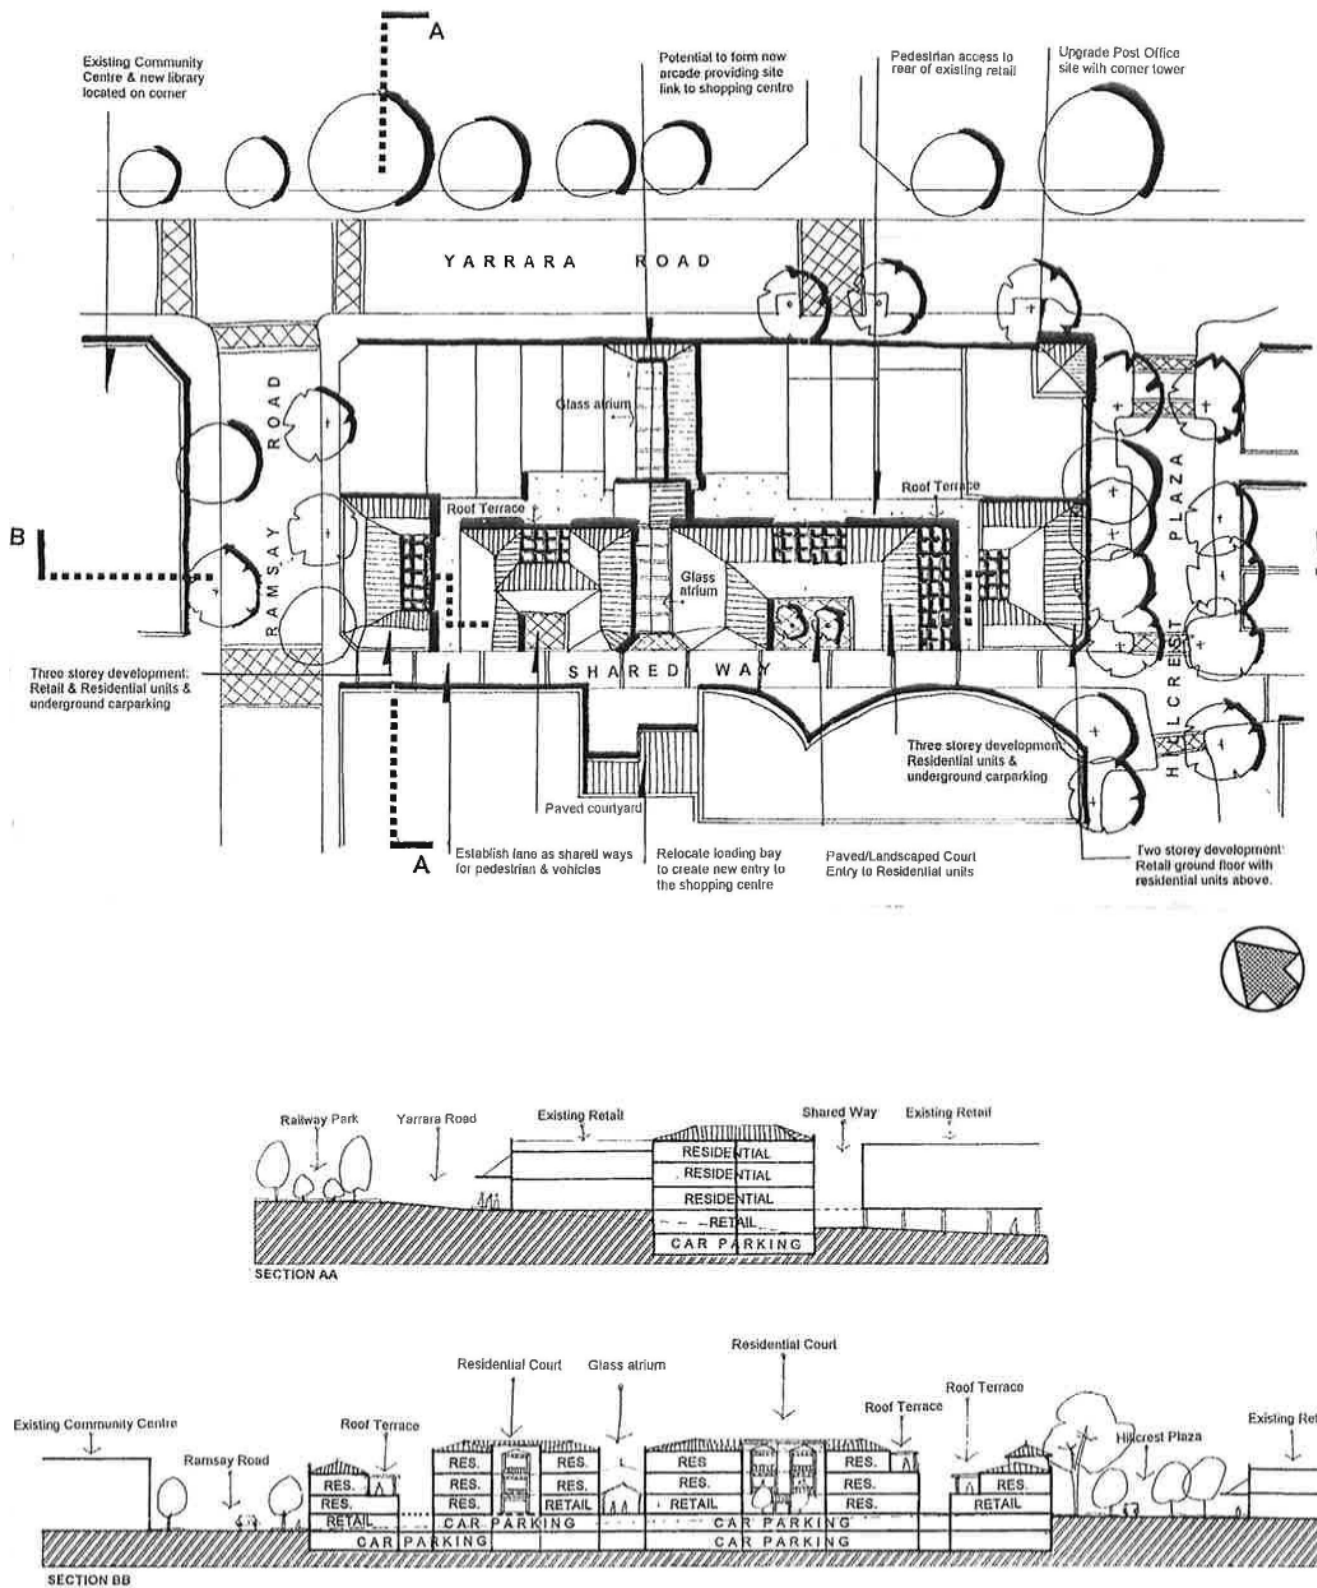 A
Existing Community
Centre & new library
located on corner
Potential to form new
arcade providing site
link to shopping centre
Pedestrian access to
rear of existing retail
Upgrade Post Office
site with corner tower
YARRARA ROAD
RAMSAY ROAD
Glass atrium
HILLCREST PLAZA
Roof Terrace
Roof Terrace
B
Glass
atrium
SHARED WAY
Three storey development:
Retail & Residential units &
underground carparking
Three storey development:
Residential units &
underground carparking
Paved courtyard
A
Establish lane as shared ways
for pedestrian & vehicles
Relocate loading bay
to create new entry to
the shopping centre
Paved/Landscaped Court
Entry to Residential units
Two storey development:
Retail ground floor with
residential units above.
Railway Park
Yarrara Road
Existing Retail
Shared Way
Existing Retail
RESIDENTIAL
RESIDENTIAL
RESIDENTIAL
RETAIL
CAR PARKING
SECTION AA
Existing Community Centre
Ramsay Road
Roof Terrace
Residential Court
Glass atrium
Residential Court
Roof Terrace
Roof Terrace
Hillcrest Plaza
Existing Ret
RES. RES. RES RES.
RES. RES. RES. RES. RES. RES.
RES. RES. RETAIL RETAIL RES. RETAIL
RETAIL CAR PARKING CAR PARKING
CAR PARKING CAR PARKING
SECTION BB